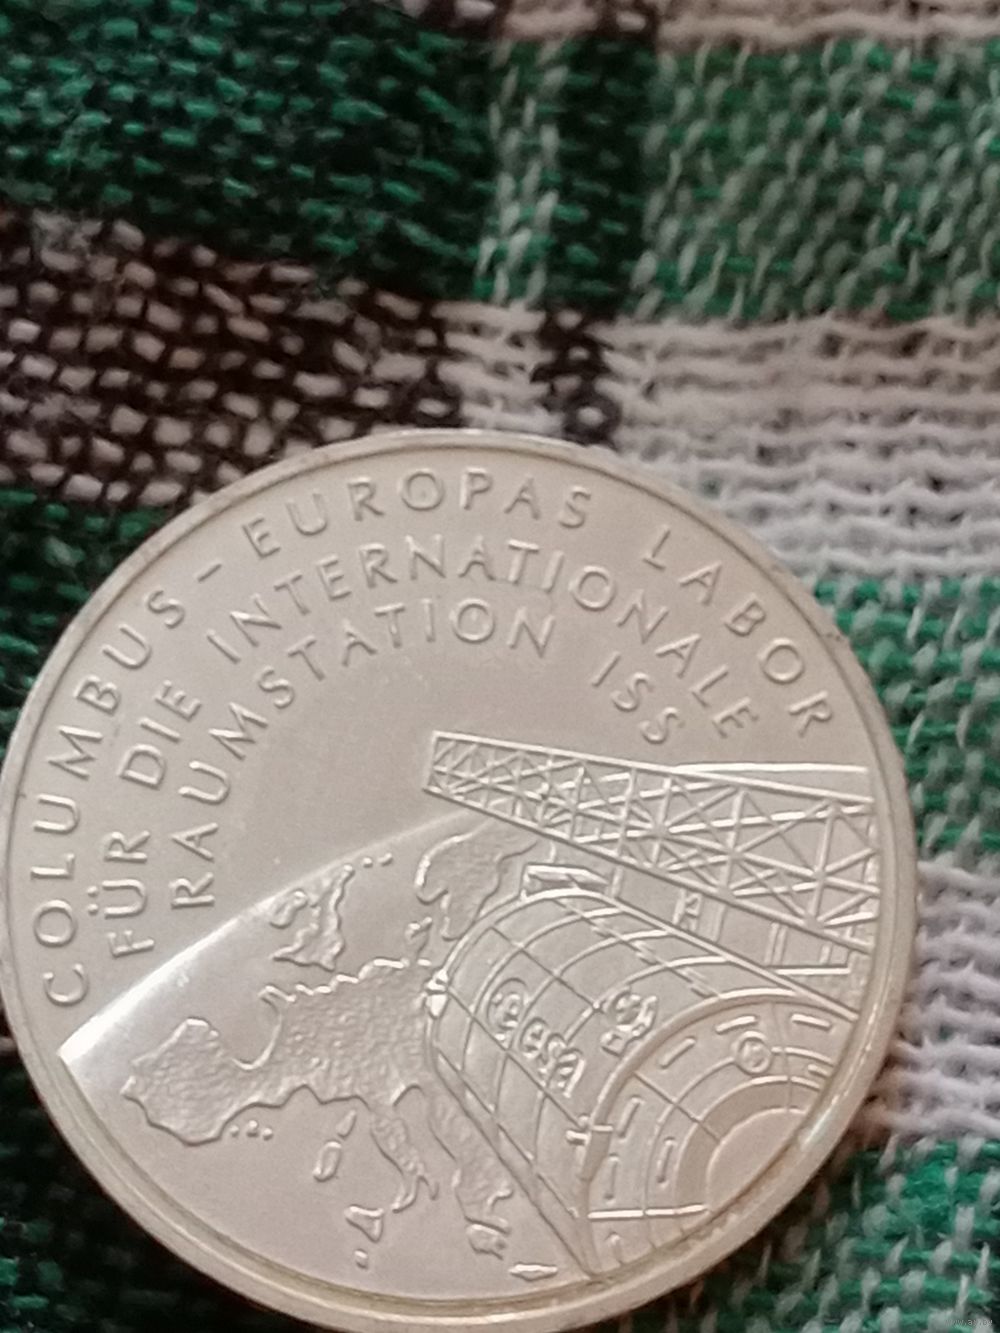 COLUMBUS – EUROPAS LABOR
FÜR DIE INTERNATIONALE
RAUMSTATION ISS
esa